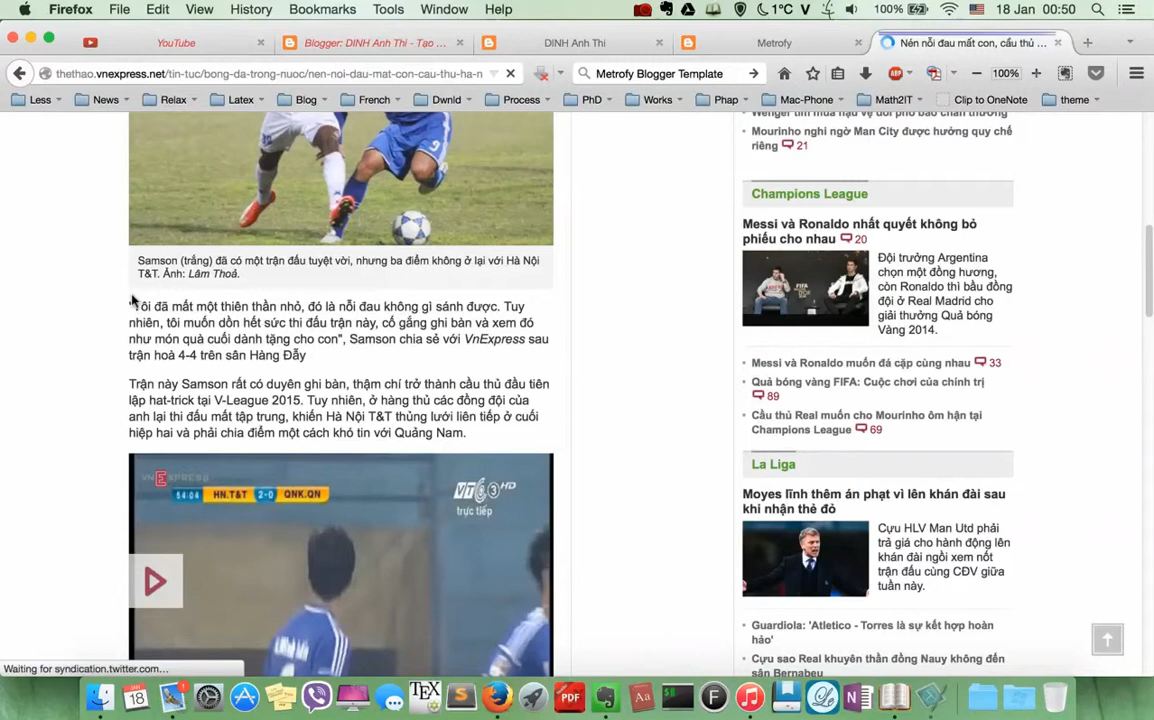 Firefox File Edit View History Bookmarks Tools Window Help 1°C V 100% 18 Jan 00:50
YouTube Blogger: DINH Anh Thi - Tạo ... DINH Anh Thi Metrofy Nén nỗi đau mất con, cầu thủ ...
thethao.vnexpress.net/tin-tuc/bong-da-trong-nuoc/nen-noi-dau-mat-con-cau-thu-ha-n Metrofy Blogger Template ABP 100%
Less News Relax Latex Blog French Dwnld Process PhD Works Phap Mac-Phone Math2IT Clip to OneNote theme
Wenger tìm mua hậu vệ
Mourinho nghi ngờ Man City được hưởng quy chế
riêng 21
Champions League
Messi và Ronaldo nhất quyết không bỏ
phiếu cho nhau 20
Đội trưởng Argentina
chọn một đồng hương,
còn Ronaldo thì bầu đồng
đội ở Real Madrid cho
giải thưởng Quả bóng
Vàng 2014.
FIFA
Messi và Ronaldo muốn đá cặp cùng nhau 33
Quả bóng vàng FIFA: Cuộc chơi của chính trị
89
Cầu thủ Real muốn cho Mourinho ôm hận tại
Champions League 69
La Liga
Moyes lĩnh thêm án phạt vì lên khán đài sau
khi nhận thẻ đỏ
Cựu HLV Man Utd phải
trả giá cho hành động lên
khán đài ngồi xem nốt
trận đấu cùng CĐV giữa
tuần này.
Guardiola: 'Atletico - Torres là sự kết hợp hoàn
hảo'
Cựu sao Real khuyên thần đồng Nauy không đến
sân Bernabeu
9
Samson (trắng) đã có một trận đấu tuyệt vời, nhưng ba điểm không ở lại với Hà Nội
T&T. Ảnh: Lâm Thoả.
"Tôi đã mất một thiên thần nhỏ, đó là nỗi đau không gì sánh được. Tuy
nhiên, tôi muốn dồn hết sức thi đấu trận này, cố gắng ghi bàn và xem đó
như món quà cuối dành tặng cho con", Samson chia sẻ với VnExpress sau
trận hoà 4-4 trên sân Hàng Đẫy
Trận này Samson rất có duyên ghi bàn, thậm chí trở thành cầu thủ đầu tiên
lập hat-trick tại V-League 2015. Tuy nhiên, ở hàng thủ các đồng đội của
anh lại thi đấu mất tập trung, khiến Hà Nội T&T thủng lưới liên tiếp ở cuối
hiệp hai và phải chia điểm một cách khó tin với Quảng Nam.
VNEXPRESS
54:04 HN.T&T 2-0 QNK.QN
VTC 3 HD
trực tiếp
Waiting for syndication.twitter.com...
18 TEX PDF Aa F N